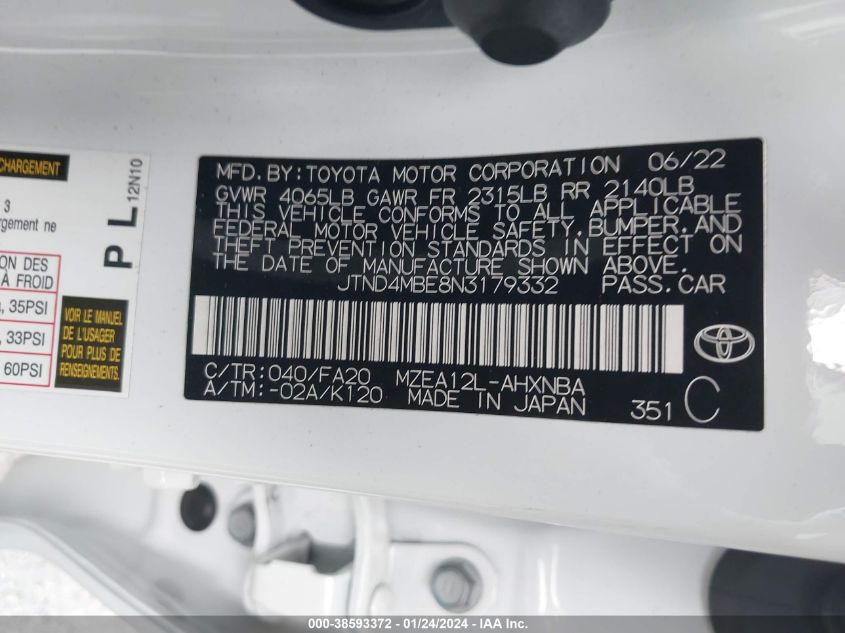 CHARGEMENT
3
rgement ne
ION DES
À FROID
, 35PSI
, 33PSI
60PSI
P L
12N10
VOIR LE MANUEL
DE L'USAGER
POUR PLUS DE
RENSEIGNEMENTS
MFD. BY: TOYOTA MOTOR CORPORATION 06/22
GVWR 4065LB GAWR FR 2315LB RR 2140LB
THIS VEHICLE CONFORMS TO ALL APPLICABLE
FEDERAL MOTOR VEHICLE SAFETY, BUMPER, AND
THEFT PREVENTION STANDARDS IN EFFECT ON
THE DATE OF MANUFACTURE SHOWN ABOVE.
JTND4MBE8N3179332 PASS.CAR
C/TR: 040/FA20 MZEA12L-AHXNBA
A/TM: -02A/K120 MADE IN JAPAN 351 C
000-38593372 - 01/24/2024 - IAA Inc.